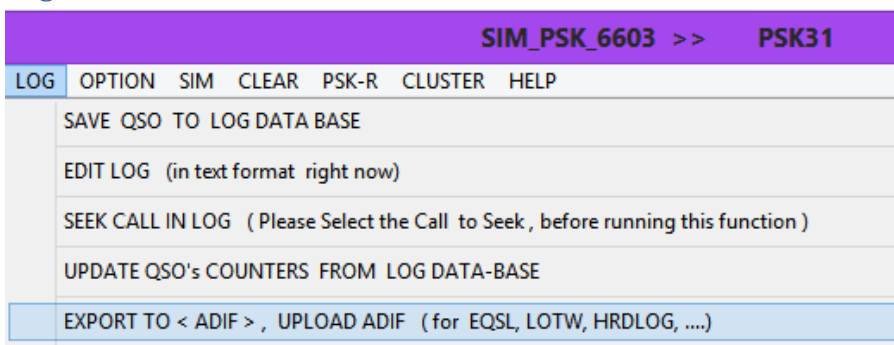 SIM_PSK_6603 >> PSK31
LOG OPTION SIM CLEAR PSK-R CLUSTER HELP
SAVE QSO TO LOG DATA BASE
EDIT LOG (in text format right now)
SEEK CALL IN LOG ( Please Select the Call to Seek , before running this function )
UPDATE QSO's COUNTERS FROM LOG DATA-BASE
EXPORT TO < ADIF > , UPLOAD ADIF ( for EQSL, LOTW, HRDLOG, ....)